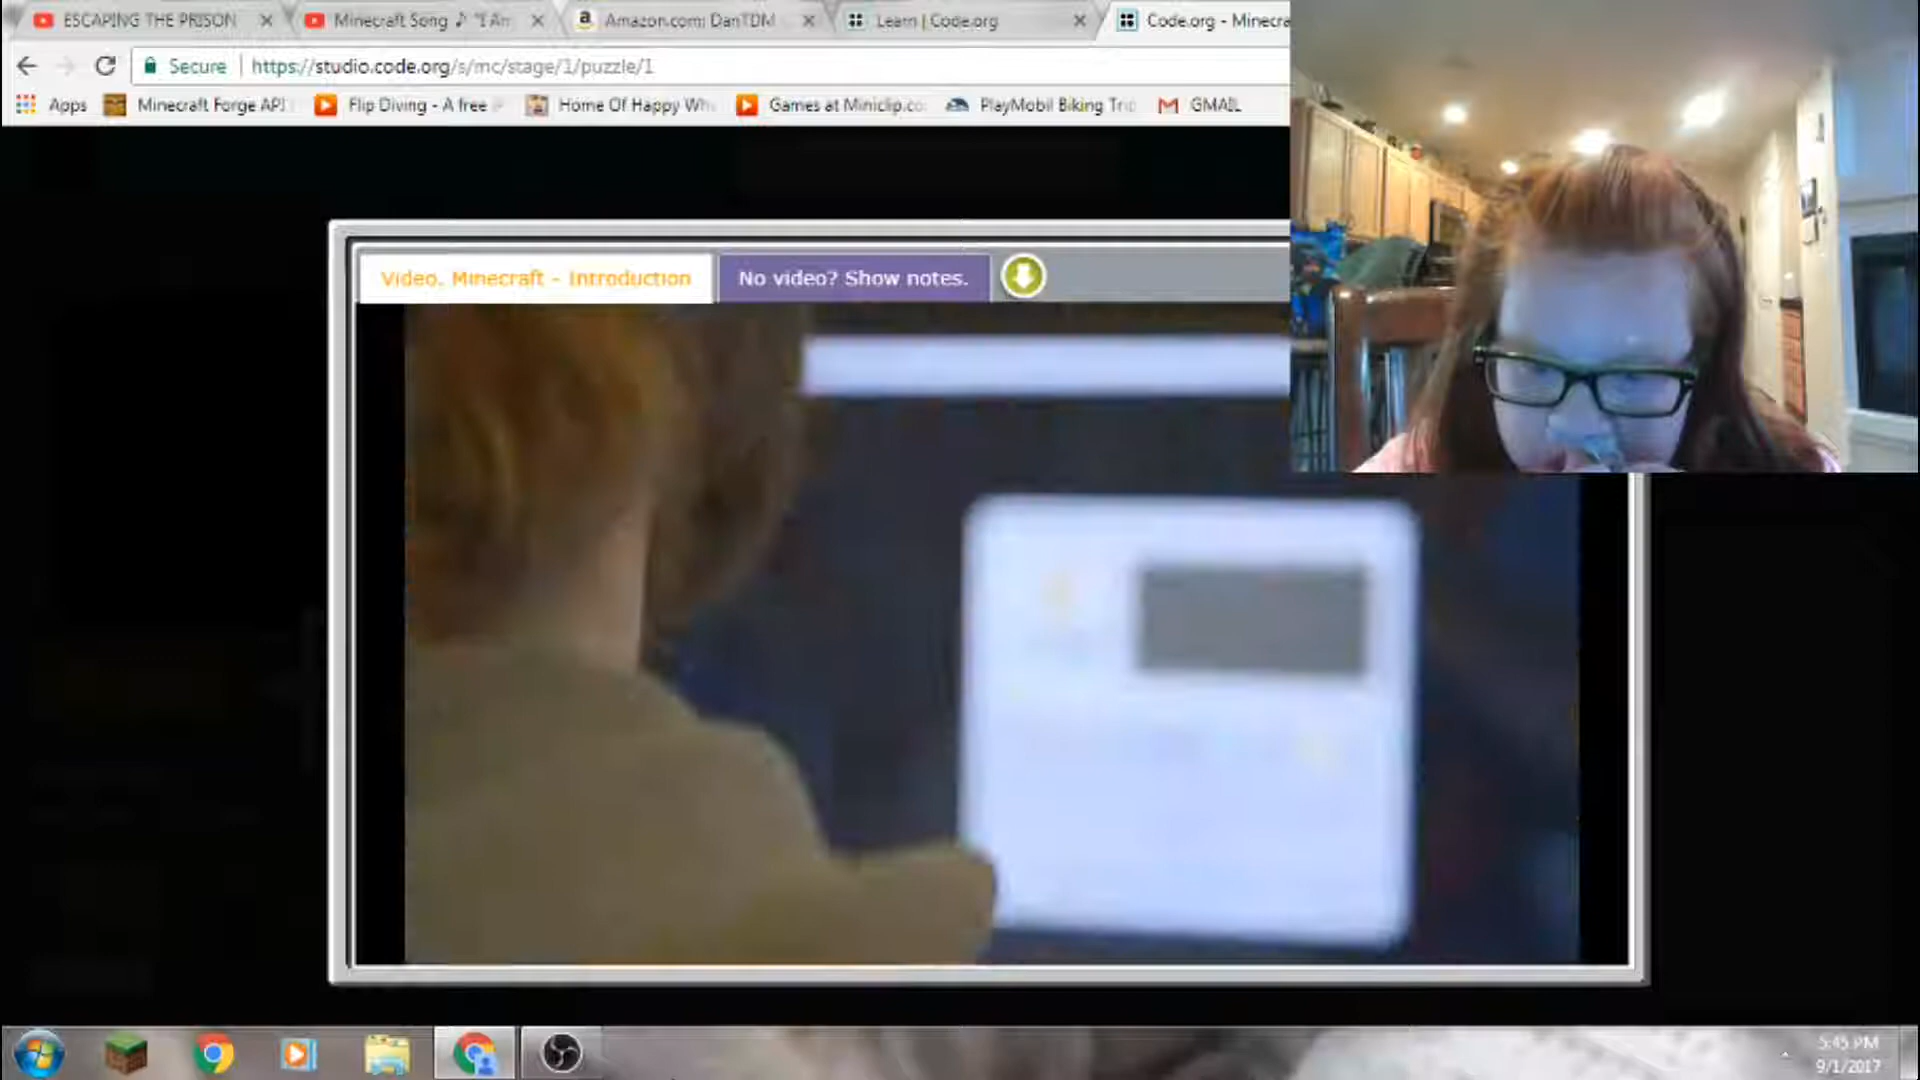 ESCAPING THE PRISON
Minecraft Song ♪ "I Am
Amazon.com: DanTDM
Learn | Code.org
Code.org - Minecra
Secure
https://studio.code.org/s/mc/stage/1/puzzle/1
Apps
Minecraft Forge API
Flip Diving - A free
Home Of Happy Wh
Games at Miniclip.co
PlayMobil Biking Tri
GMAIL
Video. Minecraft - Introduction
No video? Show notes.
5:45 PM
9/1/2017